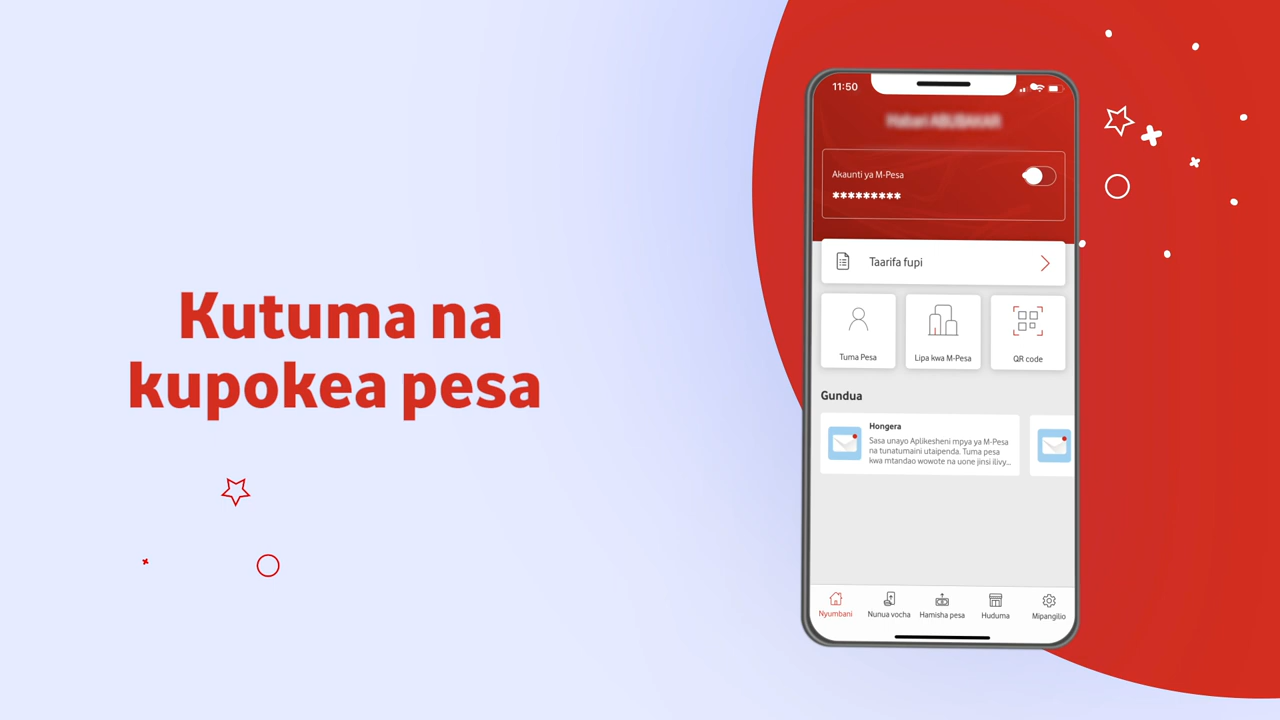 Kutuma na
kupokea pesa
11:50
Akaunti ya M-Pesa
*********
Taarifa fupi
Tuma Pesa
Lipa kwa M-Pesa
QR code
Gundua
Hongera
Sasa unayo Aplikesheni mpya ya M-Pesa
na tunatumaini utaipenda. Tuma pesa
kwa mtandao wowote na uone jinsi ilivy...
Nyumbani
Nunua vocha
Hamisha pesa
Huduma
Mipangilio